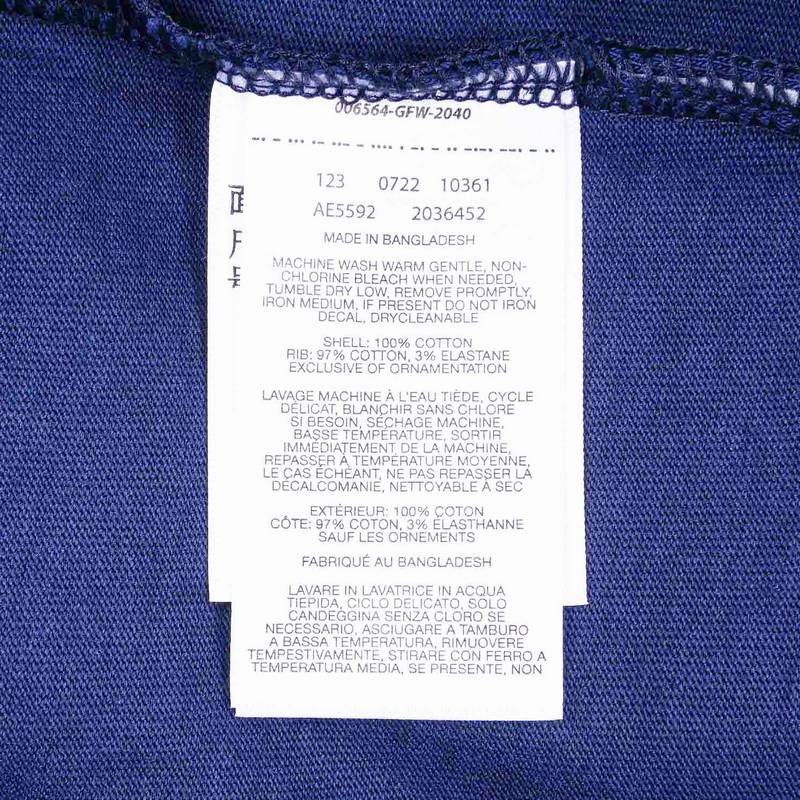 006564-GFW-2040
123 0722 10361
AE5592 2036452
MADE IN BANGLADESH
MACHINE WASH WARM GENTLE, NON-
CHLORINE BLEACH WHEN NEEDED,
TUMBLE DRY LOW, REMOVE PROMPTLY,
IRON MEDIUM, IF PRESENT DO NOT IRON
DECAL, DRYCLEANABLE
SHELL: 100% COTTON
RIB: 97% COTTON, 3% ELASTANE
EXCLUSIVE OF ORNAMENTATION
LAVAGE MACHINE À L'EAU TIÈDE, CYCLE
DÉLICAT, BLANCHIR SANS CHLORE
SI BESOIN, SÉCHAGE MACHINE,
BASSE TEMPÉRATURE, SORTIR
IMMÉDIATEMENT DE LA MACHINE,
REPASSER À TEMPÉRATURE MOYENNE,
LE CAS ÉCHÉANT, NE PAS REPASSER LA
DÉCALCOMANIE, NETTOYABLE À SEC
EXTÉRIEUR: 100% COTON
CÔTE: 97% COTON, 3% ÉLASTHANNE
SAUF LES ORNEMENTS
FABRIQUÉ AU BANGLADESH
LAVARE IN LAVATRICE IN ACQUA
TIEPIDA, CICLO DELICATO, SOLO
CANDEGGINA SENZA CLORO SE
NECESSARIO, ASCIUGARE A TAMBURO
A BASSA TEMPERATURA, RIMUOVERE
TEMPESTIVAMENTE, STIRARE CON FERRO A
TEMPERATURA MEDIA, SE PRESENTE, NON